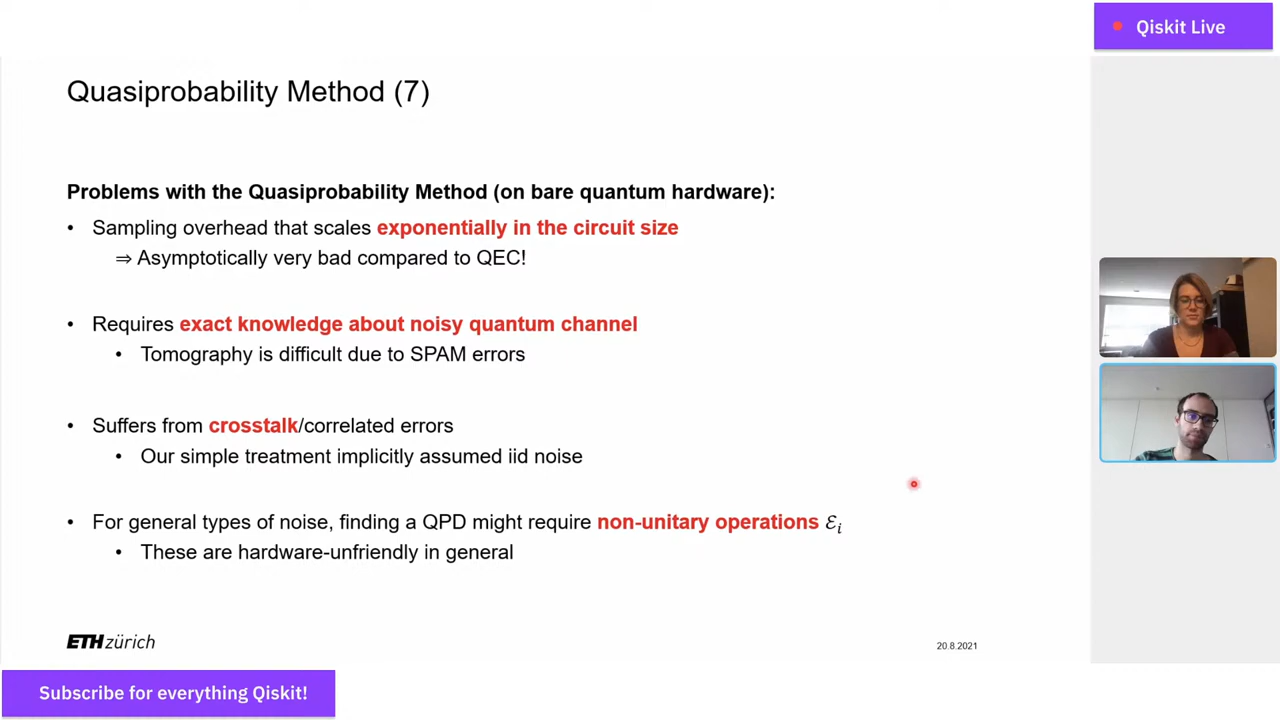 Qiskit Live
Quasiprobability Method (7)
Problems with the Quasiprobability Method (on bare quantum hardware):
• Sampling overhead that scales exponentially in the circuit size
⇒ Asymptotically very bad compared to QEC!
• Requires exact knowledge about noisy quantum channel
• Tomography is difficult due to SPAM errors
• Suffers from crosstalk/correlated errors
• Our simple treatment implicitly assumed iid noise
• For general types of noise, finding a QPD might require non-unitary operations ℰᵢ
• These are hardware-unfriendly in general
ETH zürich
20.8.2021
Subscribe for everything Qiskit!